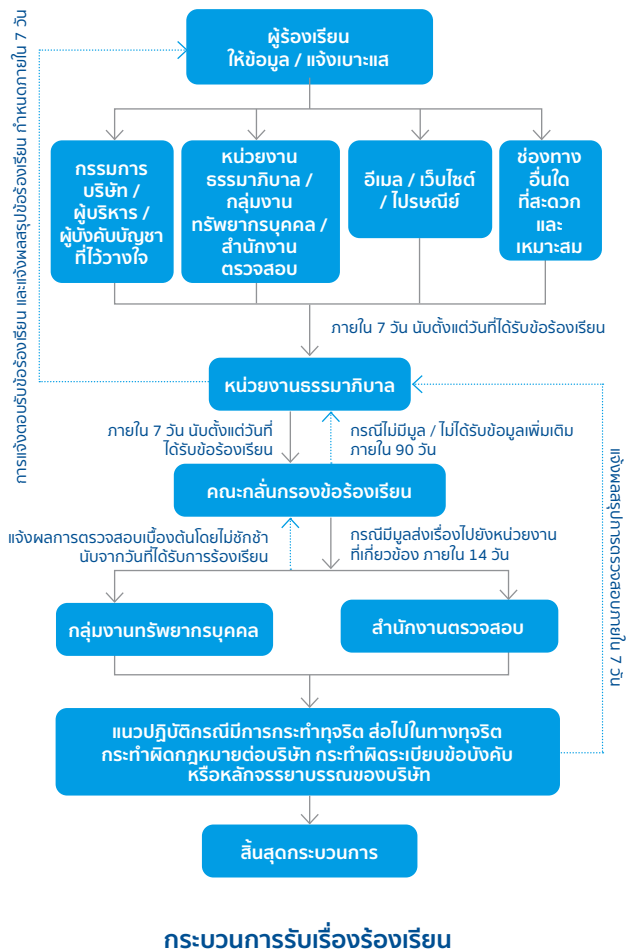 ผู้ร้องเรียน
ให้ข้อมูล / แจ้งเบาะแส
การแจ้งตอบรับข้อร้องเรียน และแจ้งผลสรุปข้อร้องเรียน กำหนดภายใน 7 วัน
กรรมการ
บริษัท /
ผู้บริหาร /
ผู้บังคับบัญชา
ที่ไว้วางใจ
หน่วยงาน
ธรรมาภิบาล /
กลุ่มงาน
ทรัพยากรบุคคล /
สำนักงาน
ตรวจสอบ
อีเมล / เว็บไซต์
/ ไปรษณีย์
ช่องทาง
อื่นใด
ที่สะดวก
และ
เหมาะสม
ภายใน 7 วัน นับตั้งแต่วันที่ได้รับข้อร้องเรียน
หน่วยงานธรรมาภิบาล
ภายใน 7 วัน นับตั้งแต่วันที่
ได้รับข้อร้องเรียน
กรณีไม่มีมูล / ไม่ได้รับข้อมูลเพิ่มเติม
ภายใน 90 วัน
คณะกลั่นกรองข้อร้องเรียน
แจ้งผลการตรวจสอบเบื้องต้นโดยไม่ชักช้า
นับจากวันที่ได้รับการร้องเรียน
กรณีมีมูลส่งเรื่องไปยังหน่วยงาน
ที่เกี่ยวข้อง ภายใน 14 วัน
แจ้งผลสรุปการตรวจสอบภายใน 7 วัน
กลุ่มงานทรัพยากรบุคคล
สำนักงานตรวจสอบ
แนวปฏิบัติกรณีมีการกระทำทุจริต ส่อไปในทางทุจริต
กระทำผิดกฎหมายต่อบริษัท กระทำผิดระเบียบข้อบังคับ
หรือหลักจรรยาบรรณของบริษัท
สิ้นสุดกระบวนการ
กระบวนการรับเรื่องร้องเรียน